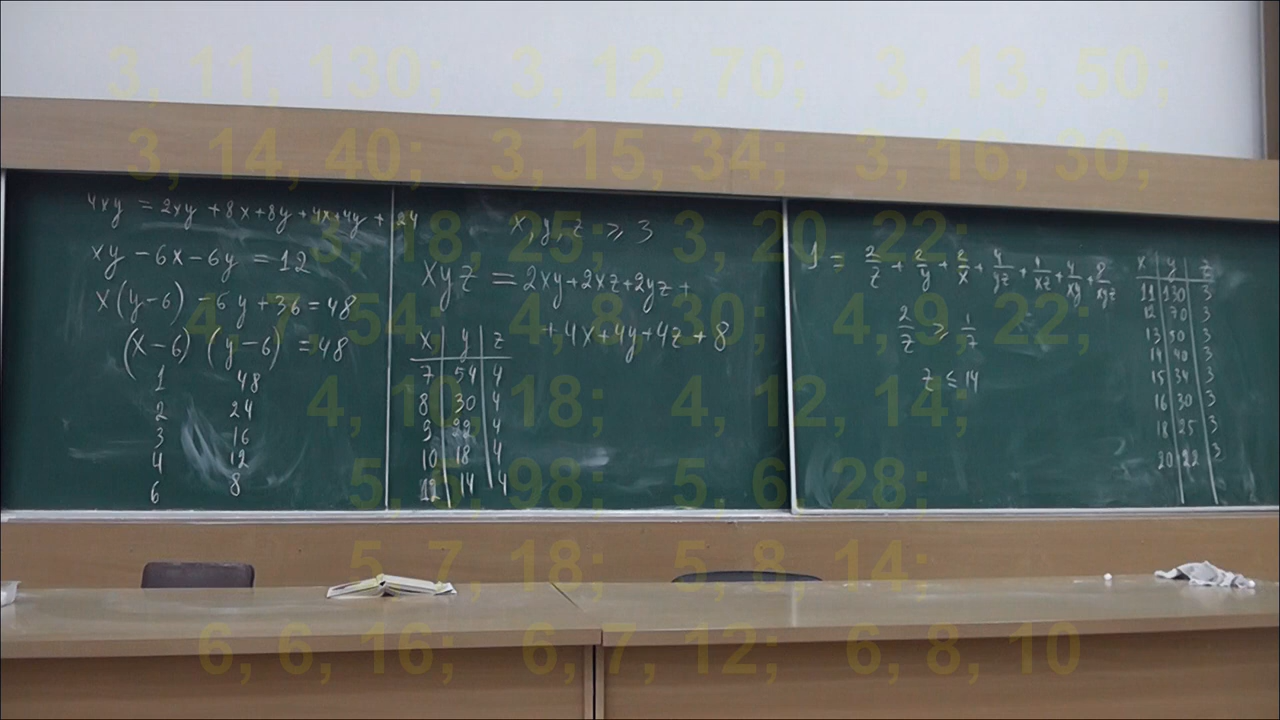 3, 11, 130; 3, 12, 70; 3, 13, 50;
3, 14, 40; 3, 15, 34; 3, 16, 30;
3, 18, 25; 3, 20, 22;
4, 7, 54; 4, 8, 30; 4, 9, 22;
4, 10, 18; 4, 12, 14;
5, 5, 98; 5, 6, 28;
5, 7, 18; 5, 8, 14;
6, 6, 16; 6, 7, 12; 6, 8, 10
4xy = 2xy + 8x + 8y + 4x + 4y + 24
xy - 6x - 6y = 12
x(y-6) - 6y + 36 = 48
(x-6) (y-6) = 48
1 48
2 24
3 16
4 12
6 8
x, y, z ≥ 3
xyz = 2xy + 2xz + 2yz +
+ 4x + 4y + 4z + 8
x y z
7 54 4
8 30 4
9 22 4
10 18 4
12 14 4
1 = 2/z + 2/y + 2/x + 4/yz + 4/xz + 4/xy + 8/xyz
2/z ≥ 1/7
z ≤ 14
x y z
11 130 3
12 70 3
13 50 3
14 40 3
15 34 3
16 30 3
18 25 3
20 22 3